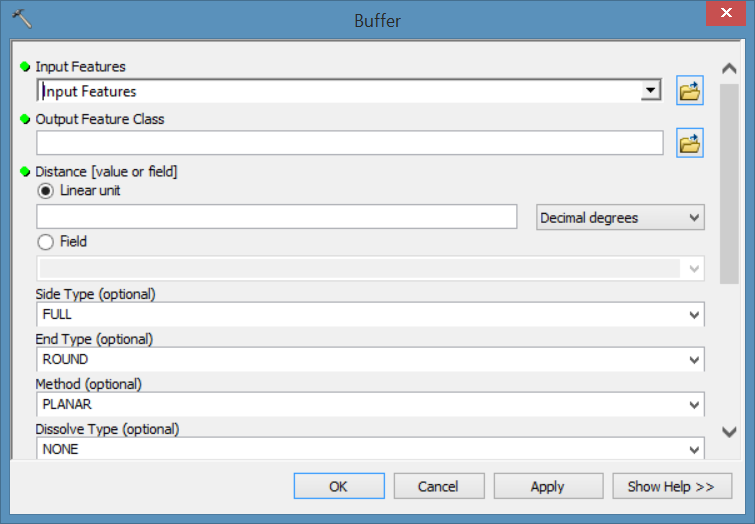 Buffer
Input Features
Input Features
Output Feature Class
Distance [value or field]
Linear unit
Decimal degrees
Field
Side Type (optional)
FULL
End Type (optional)
ROUND
Method (optional)
PLANAR
Dissolve Type (optional)
NONE
OK Cancel Apply Show Help >>